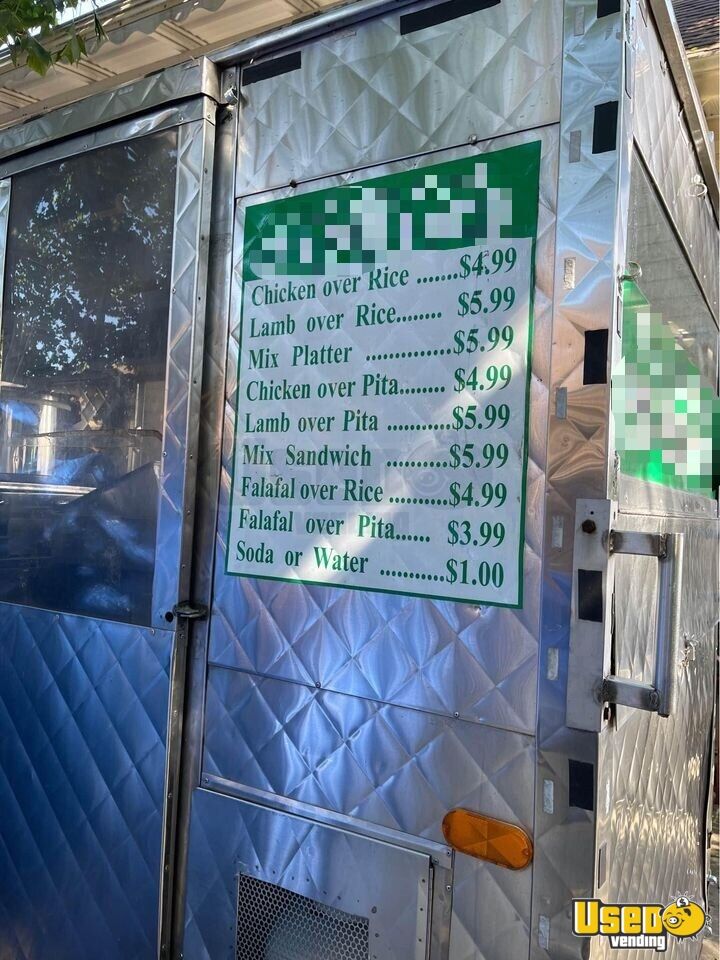 Chicken over Rice .......$4.99
Lamb over Rice........ $5.99
Mix Platter ...............$5.99
Chicken over Pita........ $4.99
Lamb over Pita ...........$5.99
Mix Sandwich ...........$5.99
Falafal over Rice ..........$4.99
Falafal over Pita...... $3.99
Soda or Water ............$1.00
Used
vending